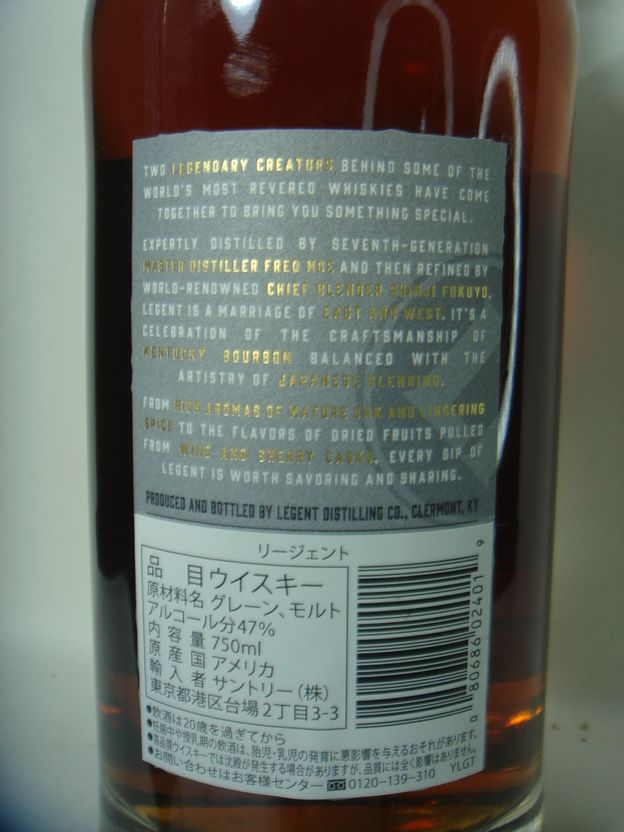 TWO LEGENDARY CREATORS BEHIND SOME OF THE
WORLD'S MOST REVERED WHISKIES HAVE COME
TOGETHER TO BRING YOU SOMETHING SPECIAL.
EXPERTLY DISTILLED BY SEVENTH-GENERATION
MASTER DISTILLER FRED NOE AND THEN REFINED BY
WORLD-RENOWNED CHIEF BLENDER SHINJI FUKUYO,
LEGENT IS A MARRIAGE OF EAST AND WEST. IT'S A
CELEBRATION OF THE CRAFTSMANSHIP OF
KENTUCKY BOURBON BALANCED WITH THE
ARTISTRY OF JAPANESE BLENDING.
FROM RICH AROMAS OF MATURE OAK AND LINGERING
SPICE TO THE FLAVORS OF DRIED FRUITS PULLED
FROM WINE AND SHERRY CASKS, EVERY SIP OF
LEGENT IS WORTH SAVORING AND SHARING.
PRODUCED AND BOTTLED BY LEGENT DISTILLING CO., CLERMONT, KY
リージェント
品 目 ウイスキー
原材料名 グレーン、モルト
アルコール分 47%
内容量 750ml
原産国 アメリカ
輸入者 サントリー(株)
東京都港区台場2丁目3-3
0 80686 02401 9
●飲酒は20歳を過ぎてから
●妊娠中や授乳期の飲酒は、胎児・乳児の発育に悪影響を与えるおそれがあります。
●高品質ウイスキーでは沈殿が発生する場合がありますが、品質には全く影響がございません。
●お問い合わせはお客様センター 0120-139-310 YLGT